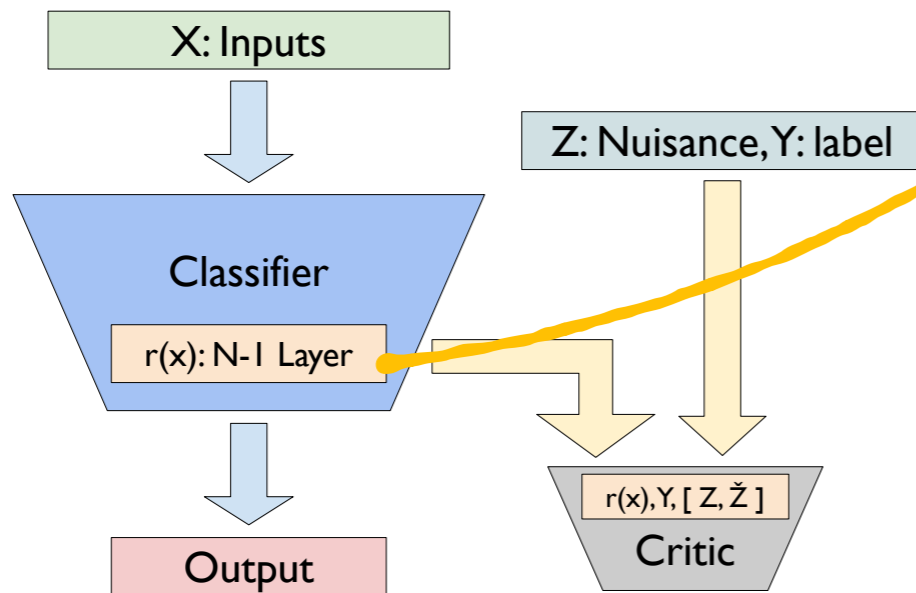 X: Inputs
Z: Nuisance, Y: label
Classifier
r(x): N-1 Layer
r(x), Y, [ Z, Ž ]
Critic
Output